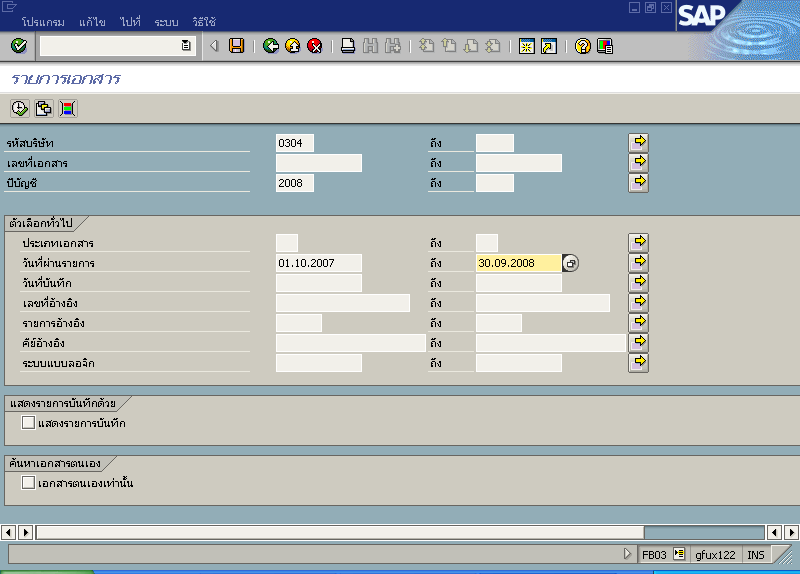 โปรแกรม แก้ไข ไปที่ ระบบ วิธีใช้
SAP
รายการเอกสาร
รหัสบริษัท 0304 ถึง
เลขที่เอกสาร ถึง
ปีบัญชี 2008 ถึง
ตัวเลือกทั่วไป
ประเภทเอกสาร ถึง
วันที่ผ่านรายการ 01.10.2007 ถึง 30.09.2008
วันที่บันทึก ถึง
เลขที่อ้างอิง ถึง
รายการอ้างอิง ถึง
คีย์อ้างอิง ถึง
ระบบแบบลอจิก ถึง
แสดงรายการบันทึกด้วย
แสดงรายการบันทึก
ค้นหาเอกสารตนเอง
เอกสารตนเองเท่านั้น
FB03 gfux122 INS